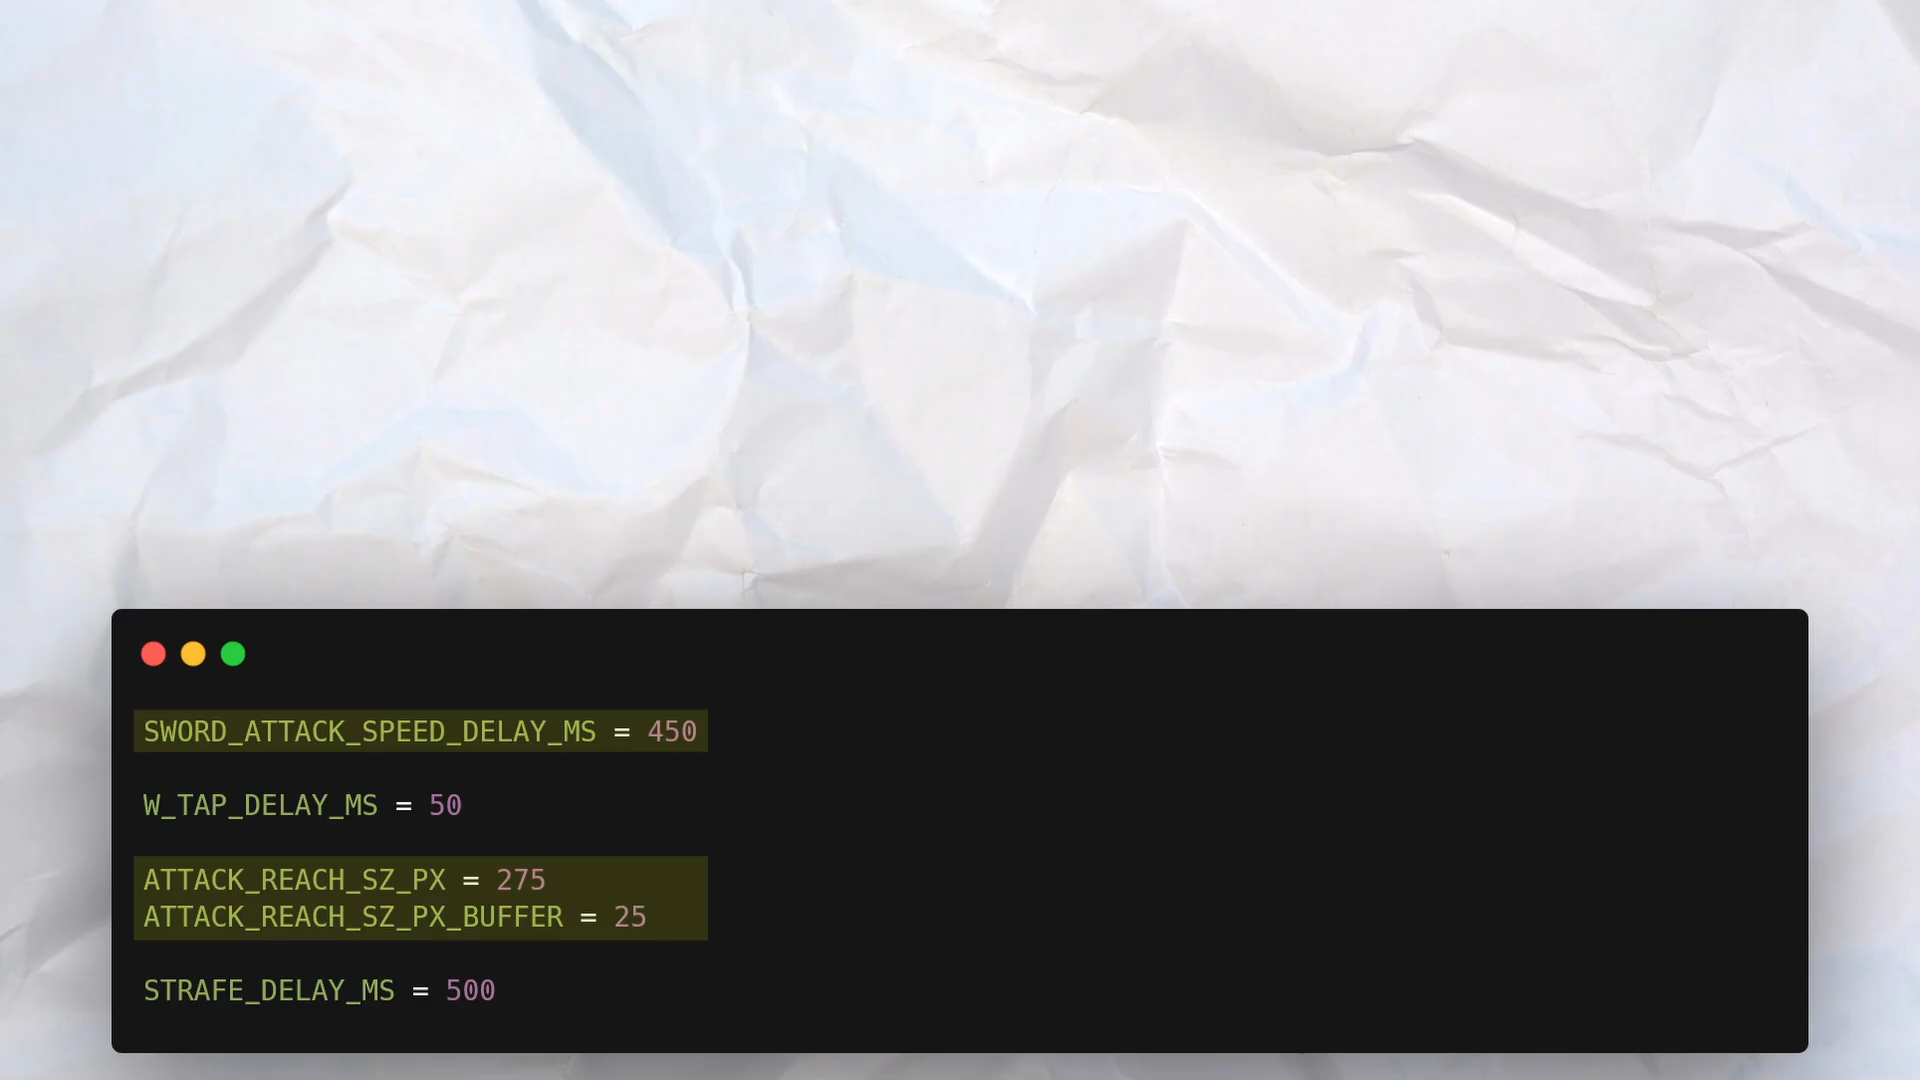 SWORD_ATTACK_SPEED_DELAY_MS = 450
W_TAP_DELAY_MS = 50
ATTACK_REACH_SZ_PX = 275
ATTACK_REACH_SZ_PX_BUFFER = 25
STRAFE_DELAY_MS = 500